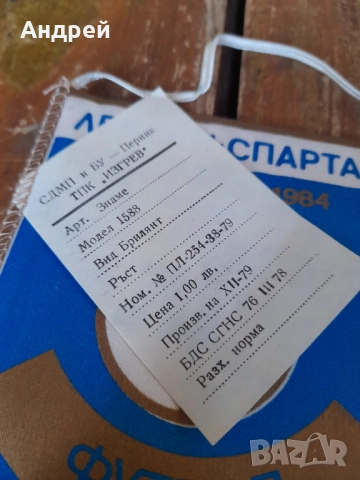 Андрей
ЛЕ
СПАРТА
1984
СДМП и БУ — Перник
ТПК „ИЗГРЕВ"
Арт. Знаме
Модел 1588
Вид Брилянт
Ръст
Ном. № ПЛ-254-33-79
Цена 1,00 лв.
Произв. на XII-79
БДС СГНС 76 III 78
Разх. норма
BAZAR